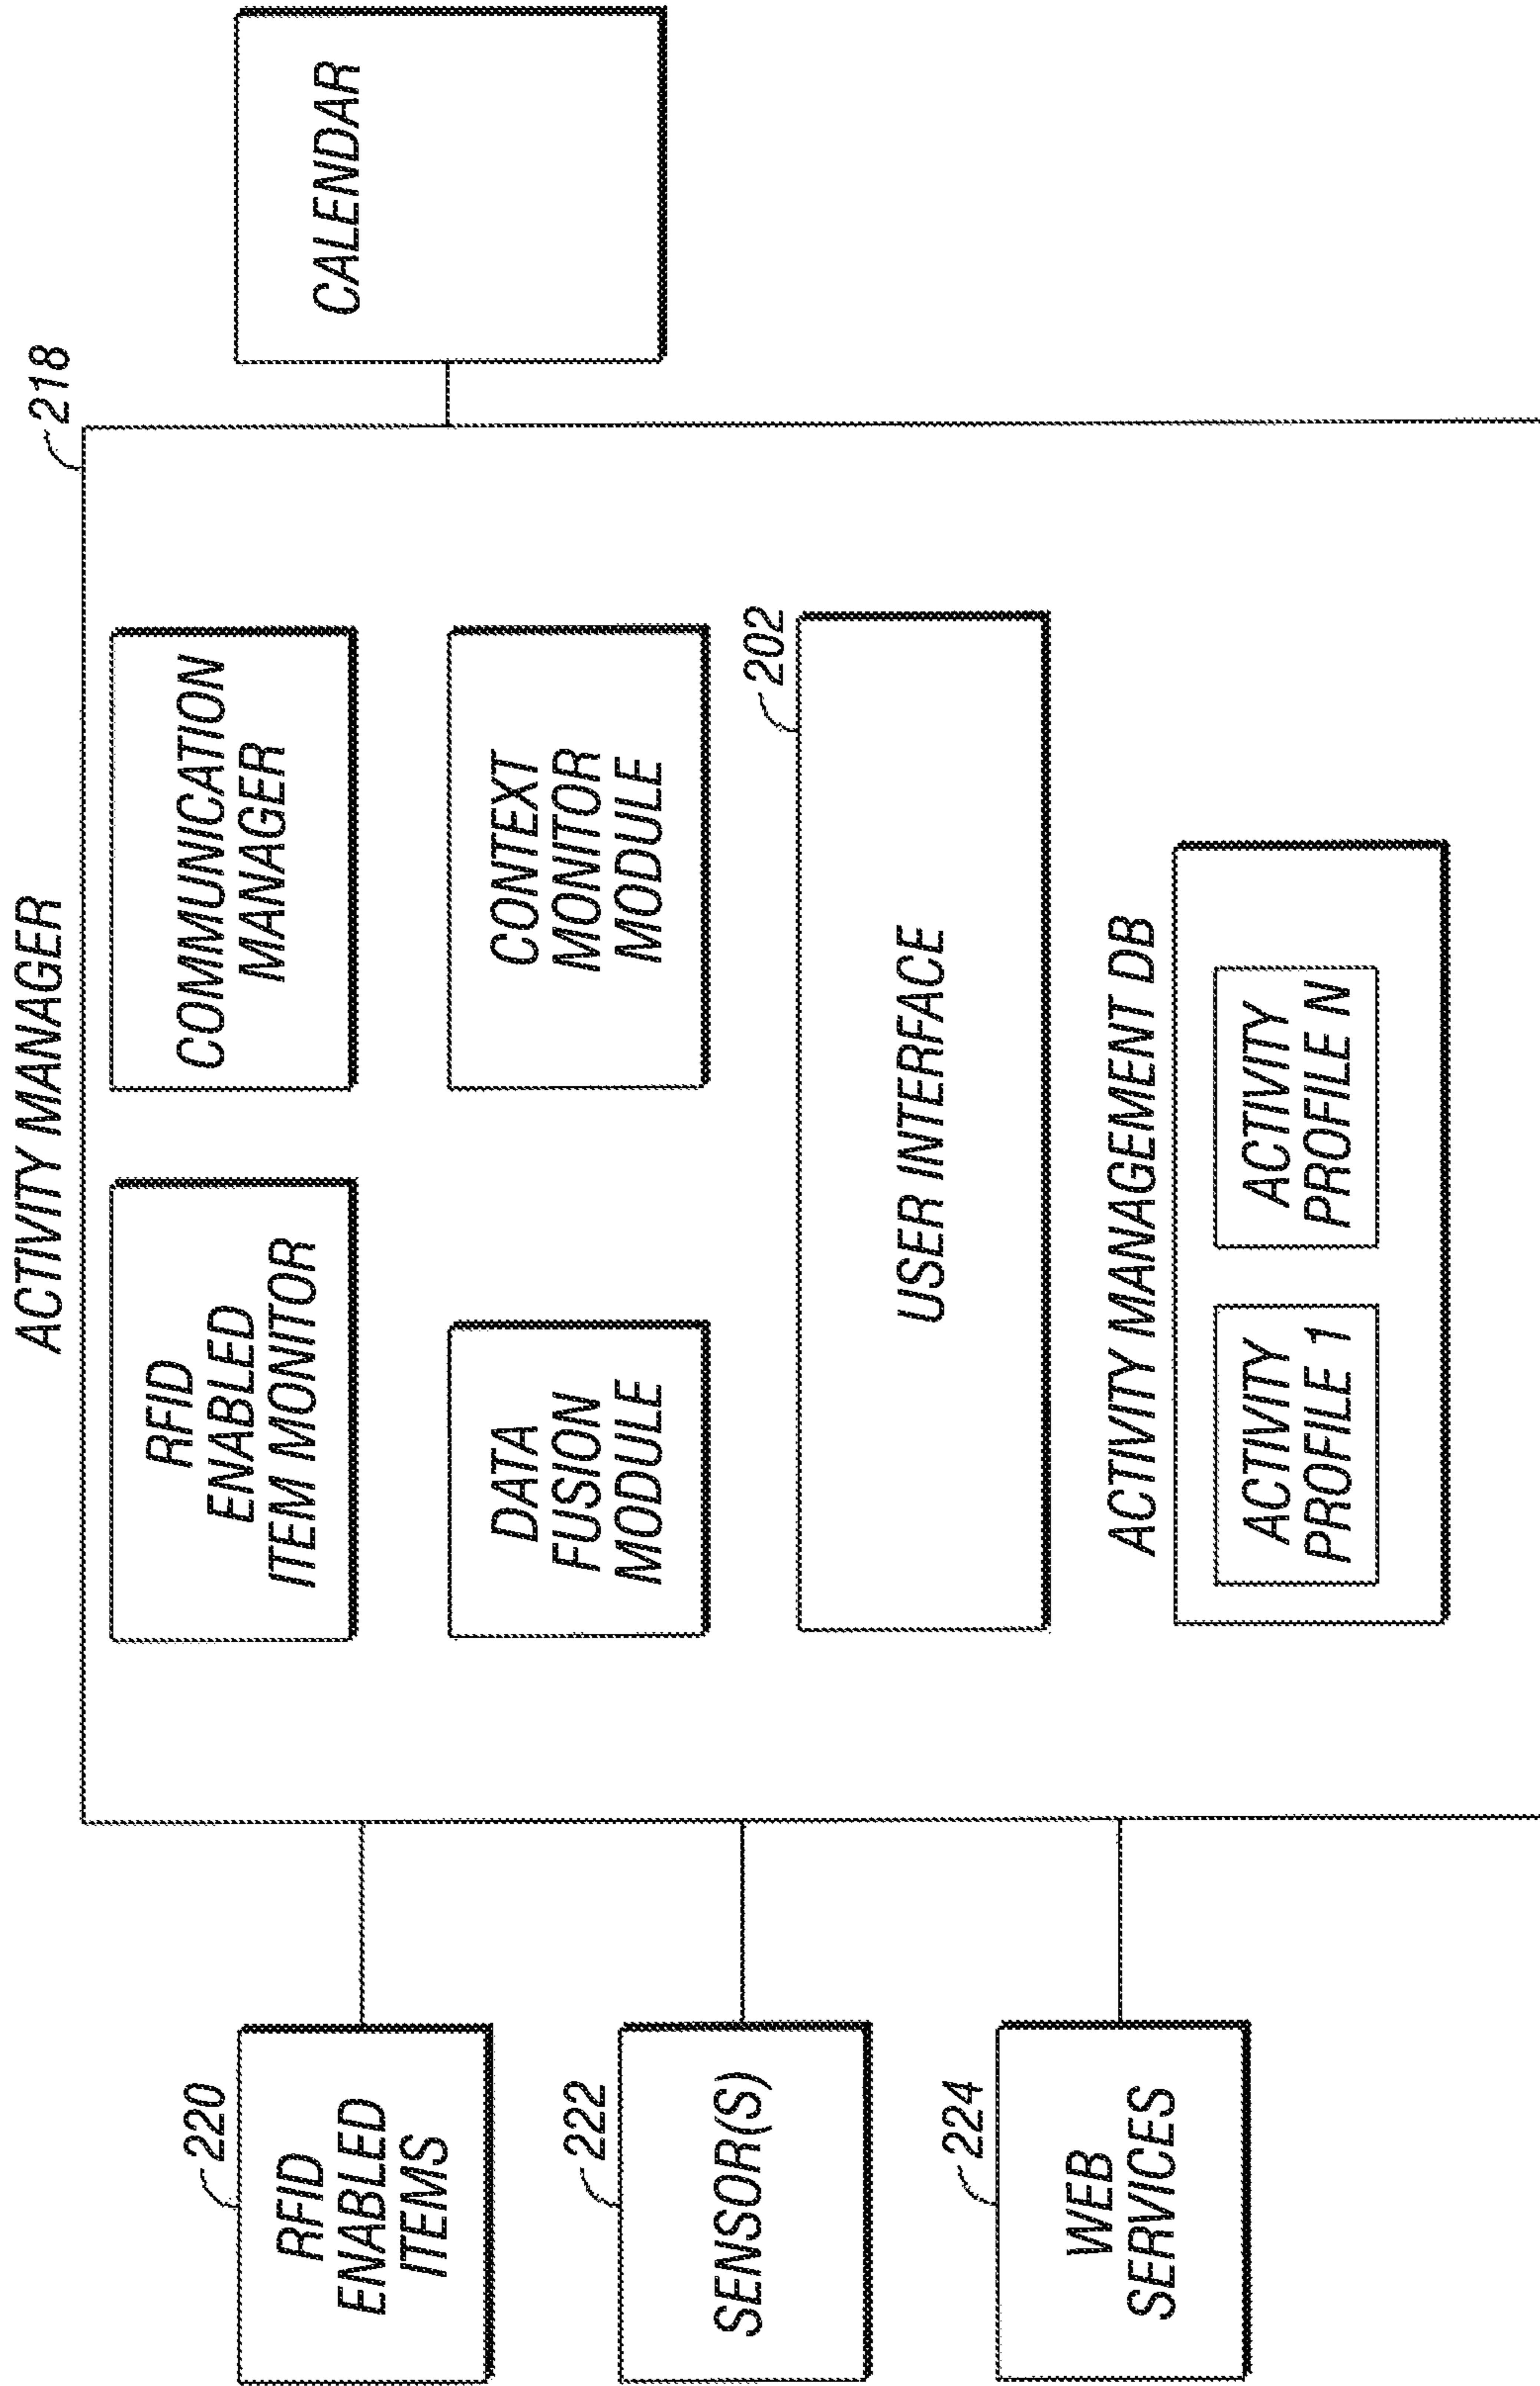 ACTIVITY MANAGER
218
RFID
ENABLED
ITEM MONITOR
COMMUNICATION
MANAGER
DATA
FUSION
MODULE
CONTEXT
MONITOR
MODULE
202
USER INTERFACE
ACTIVITY MANAGEMENT DB
ACTIVITY
PROFILE 1
ACTIVITY
PROFILE N
220
RFID
ENABLED
ITEMS
222
SENSOR(S)
224
WEB
SERVICES
CALENDAR